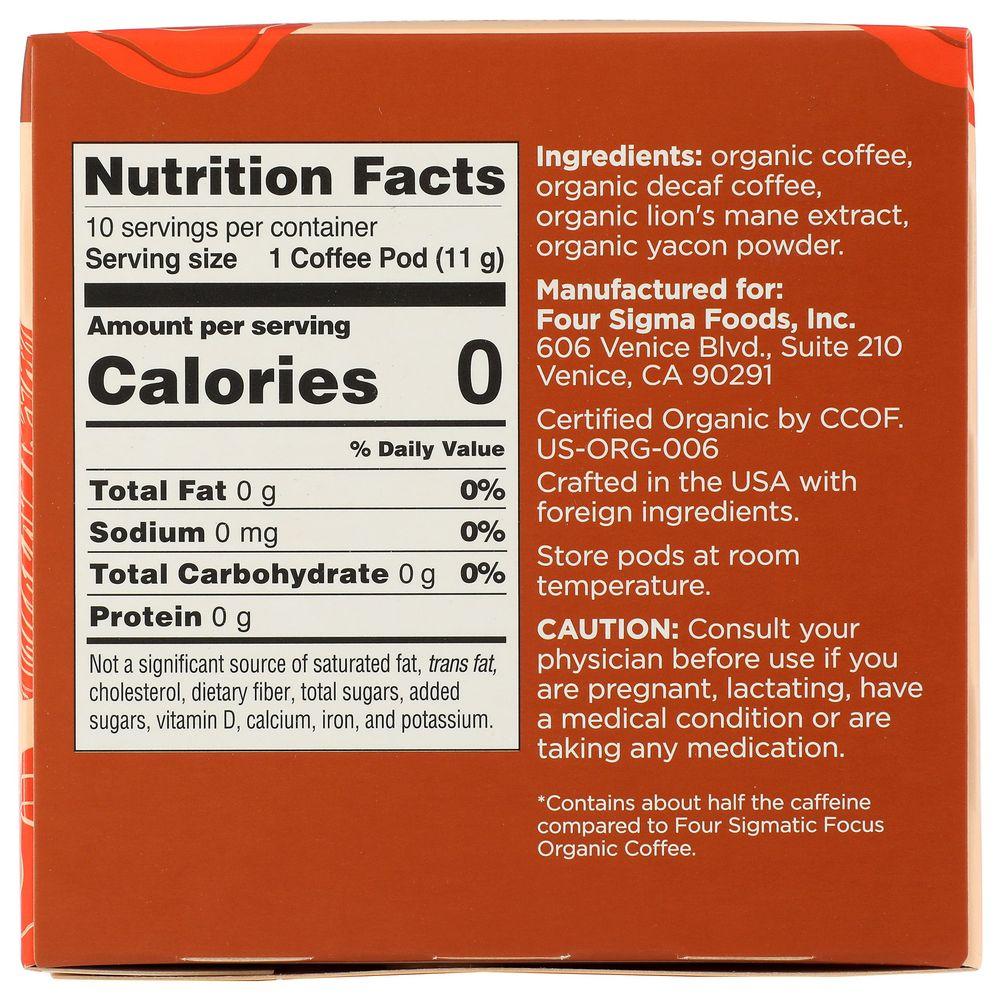 Nutrition Facts
10 servings per container
Serving size 1 Coffee Pod (11 g)
Amount per serving
Calories 0
% Daily Value
Total Fat 0 g 0%
Sodium 0 mg 0%
Total Carbohydrate 0 g 0%
Protein 0 g
Not a significant source of saturated fat, trans fat,
cholesterol, dietary fiber, total sugars, added
sugars, vitamin D, calcium, iron, and potassium.
Ingredients: organic coffee,
organic decaf coffee,
organic lion's mane extract,
organic yacon powder.
Manufactured for:
Four Sigma Foods, Inc.
606 Venice Blvd., Suite 210
Venice, CA 90291
Certified Organic by CCOF.
US-ORG-006
Crafted in the USA with
foreign ingredients.
Store pods at room
temperature.
CAUTION: Consult your
physician before use if you
are pregnant, lactating, have
a medical condition or are
taking any medication.
*Contains about half the caffeine
compared to Four Sigmatic Focus
Organic Coffee.